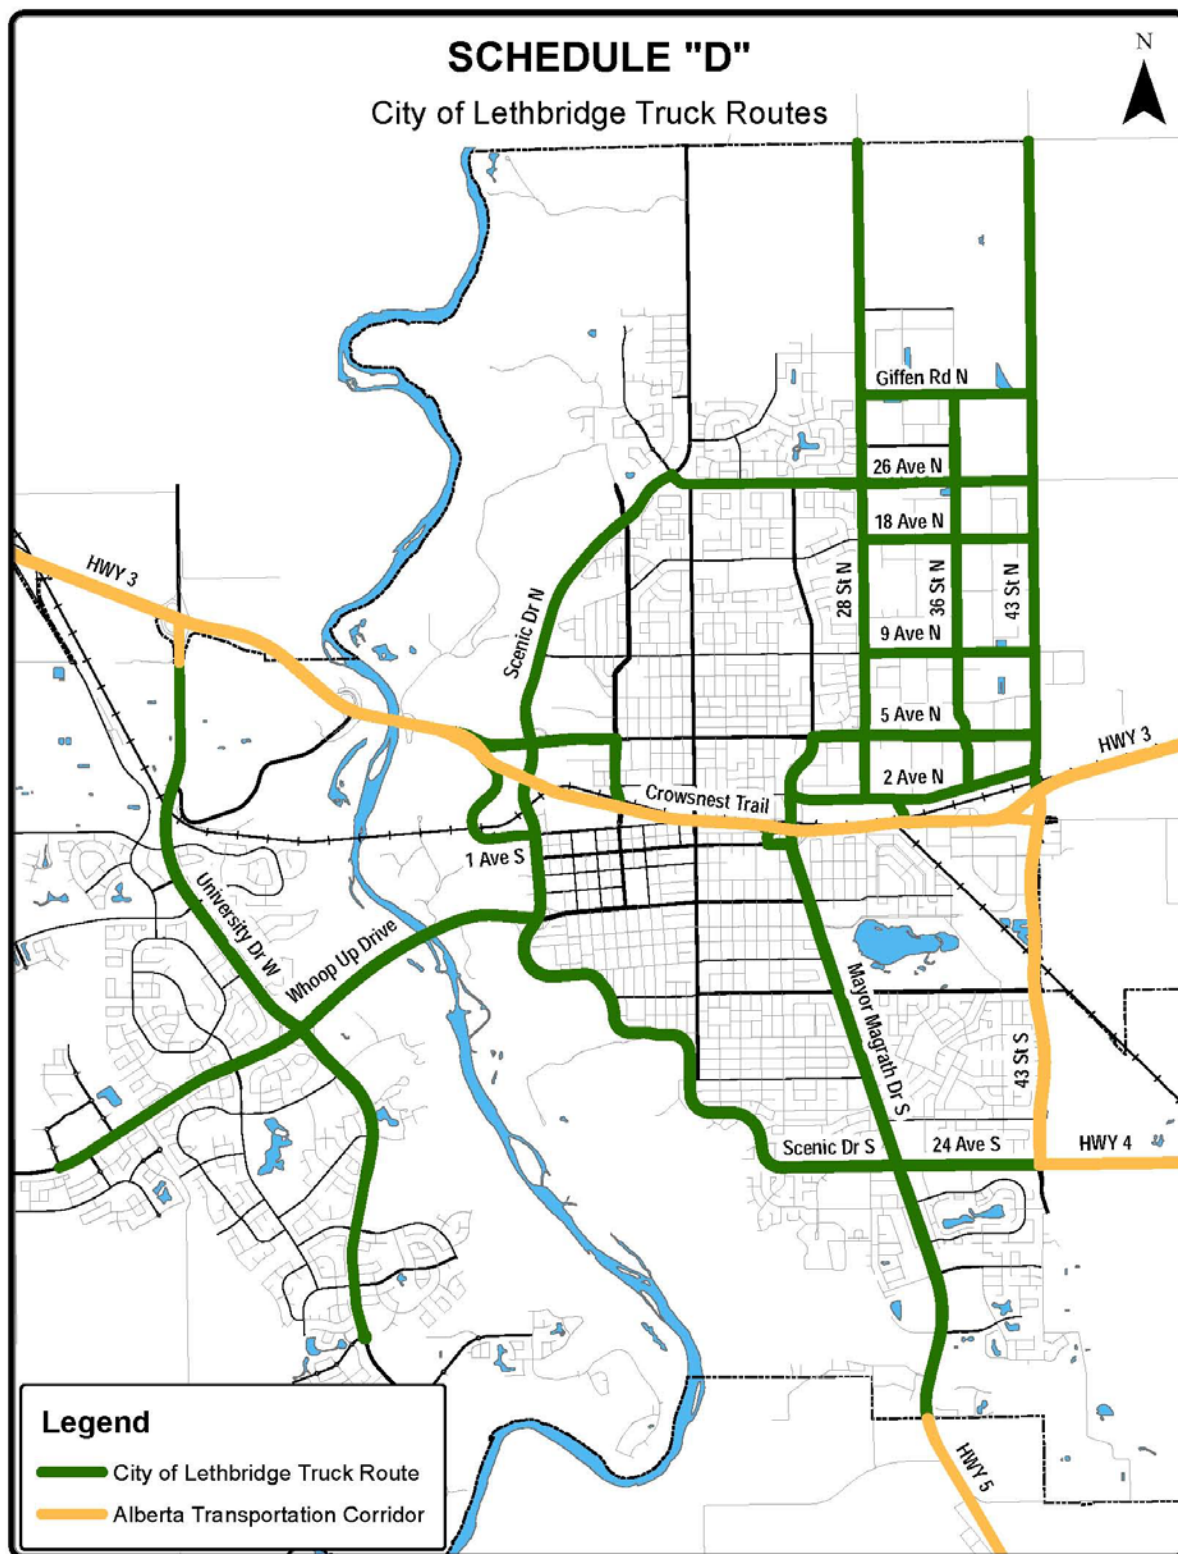 SCHEDULE "D"
City of Lethbridge Truck Routes
N
Giffen Rd N
26 Ave N
18 Ave N
HWY 3
28 St N
36 St N
43 St N
Scenic Dr N
9 Ave N
5 Ave N
HWY 3
2 Ave N
Crowsnest Trail
1 Ave S
University Dr W
Whoop Up Drive
Mayor Magrath Dr S
43 St S
Scenic Dr S
24 Ave S
HWY 4
HWY 5
Legend
City of Lethbridge Truck Route
Alberta Transportation Corridor